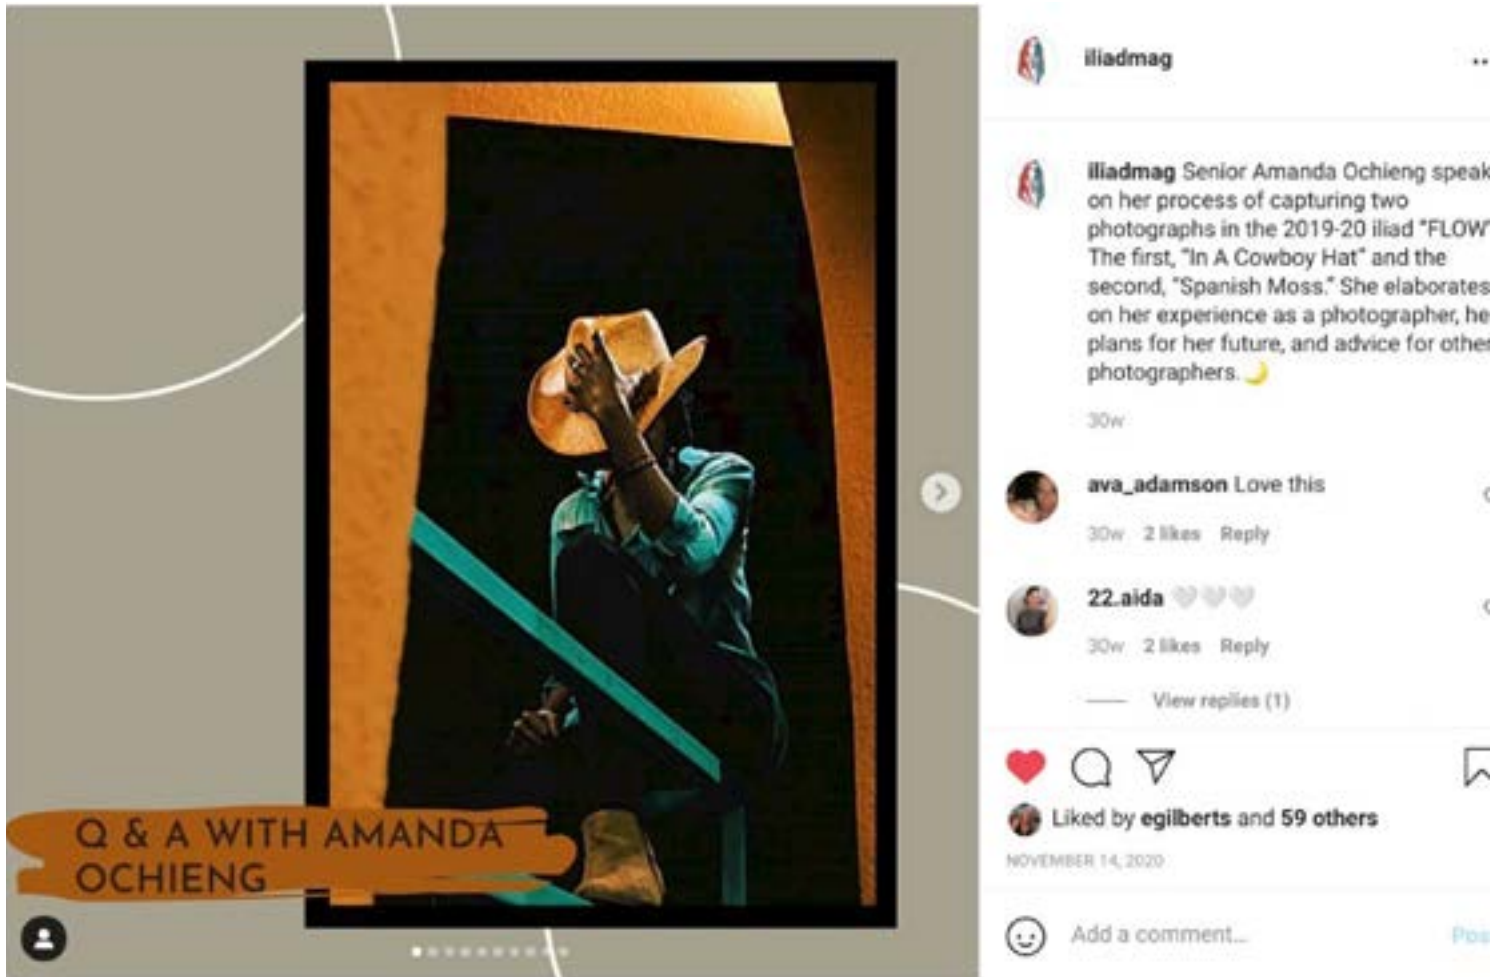 iliadmag
iliadmag Senior Amanda Ochieng speak
on her process of capturing two
photographs in the 2019-20 iliad “FLOW”
The first, “In A Cowboy Hat” and the
second, “Spanish Moss.” She elaborates
on her experience as a photographer, he
plans for her future, and advice for other
photographers.🌙
30w
ava_adamson Love this
30w 2 likes Reply
22.aida 🤍🤍🤍
30w 2 likes Reply
View replies (1)
Liked by egilberts and 59 others
NOVEMBER 14, 2020
Add a comment...
Pos
Q & A WITH AMANDA
OCHIENG